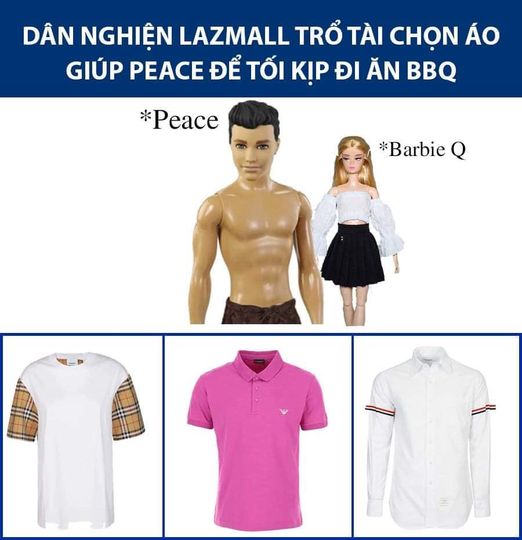 DÂN NGHIỆN LAZMALL TRỔ TÀI CHỌN ÁO
GIÚP PEACE ĐỂ TỐI KỊP ĐI ĂN BBQ
*Peace
*Barbie Q